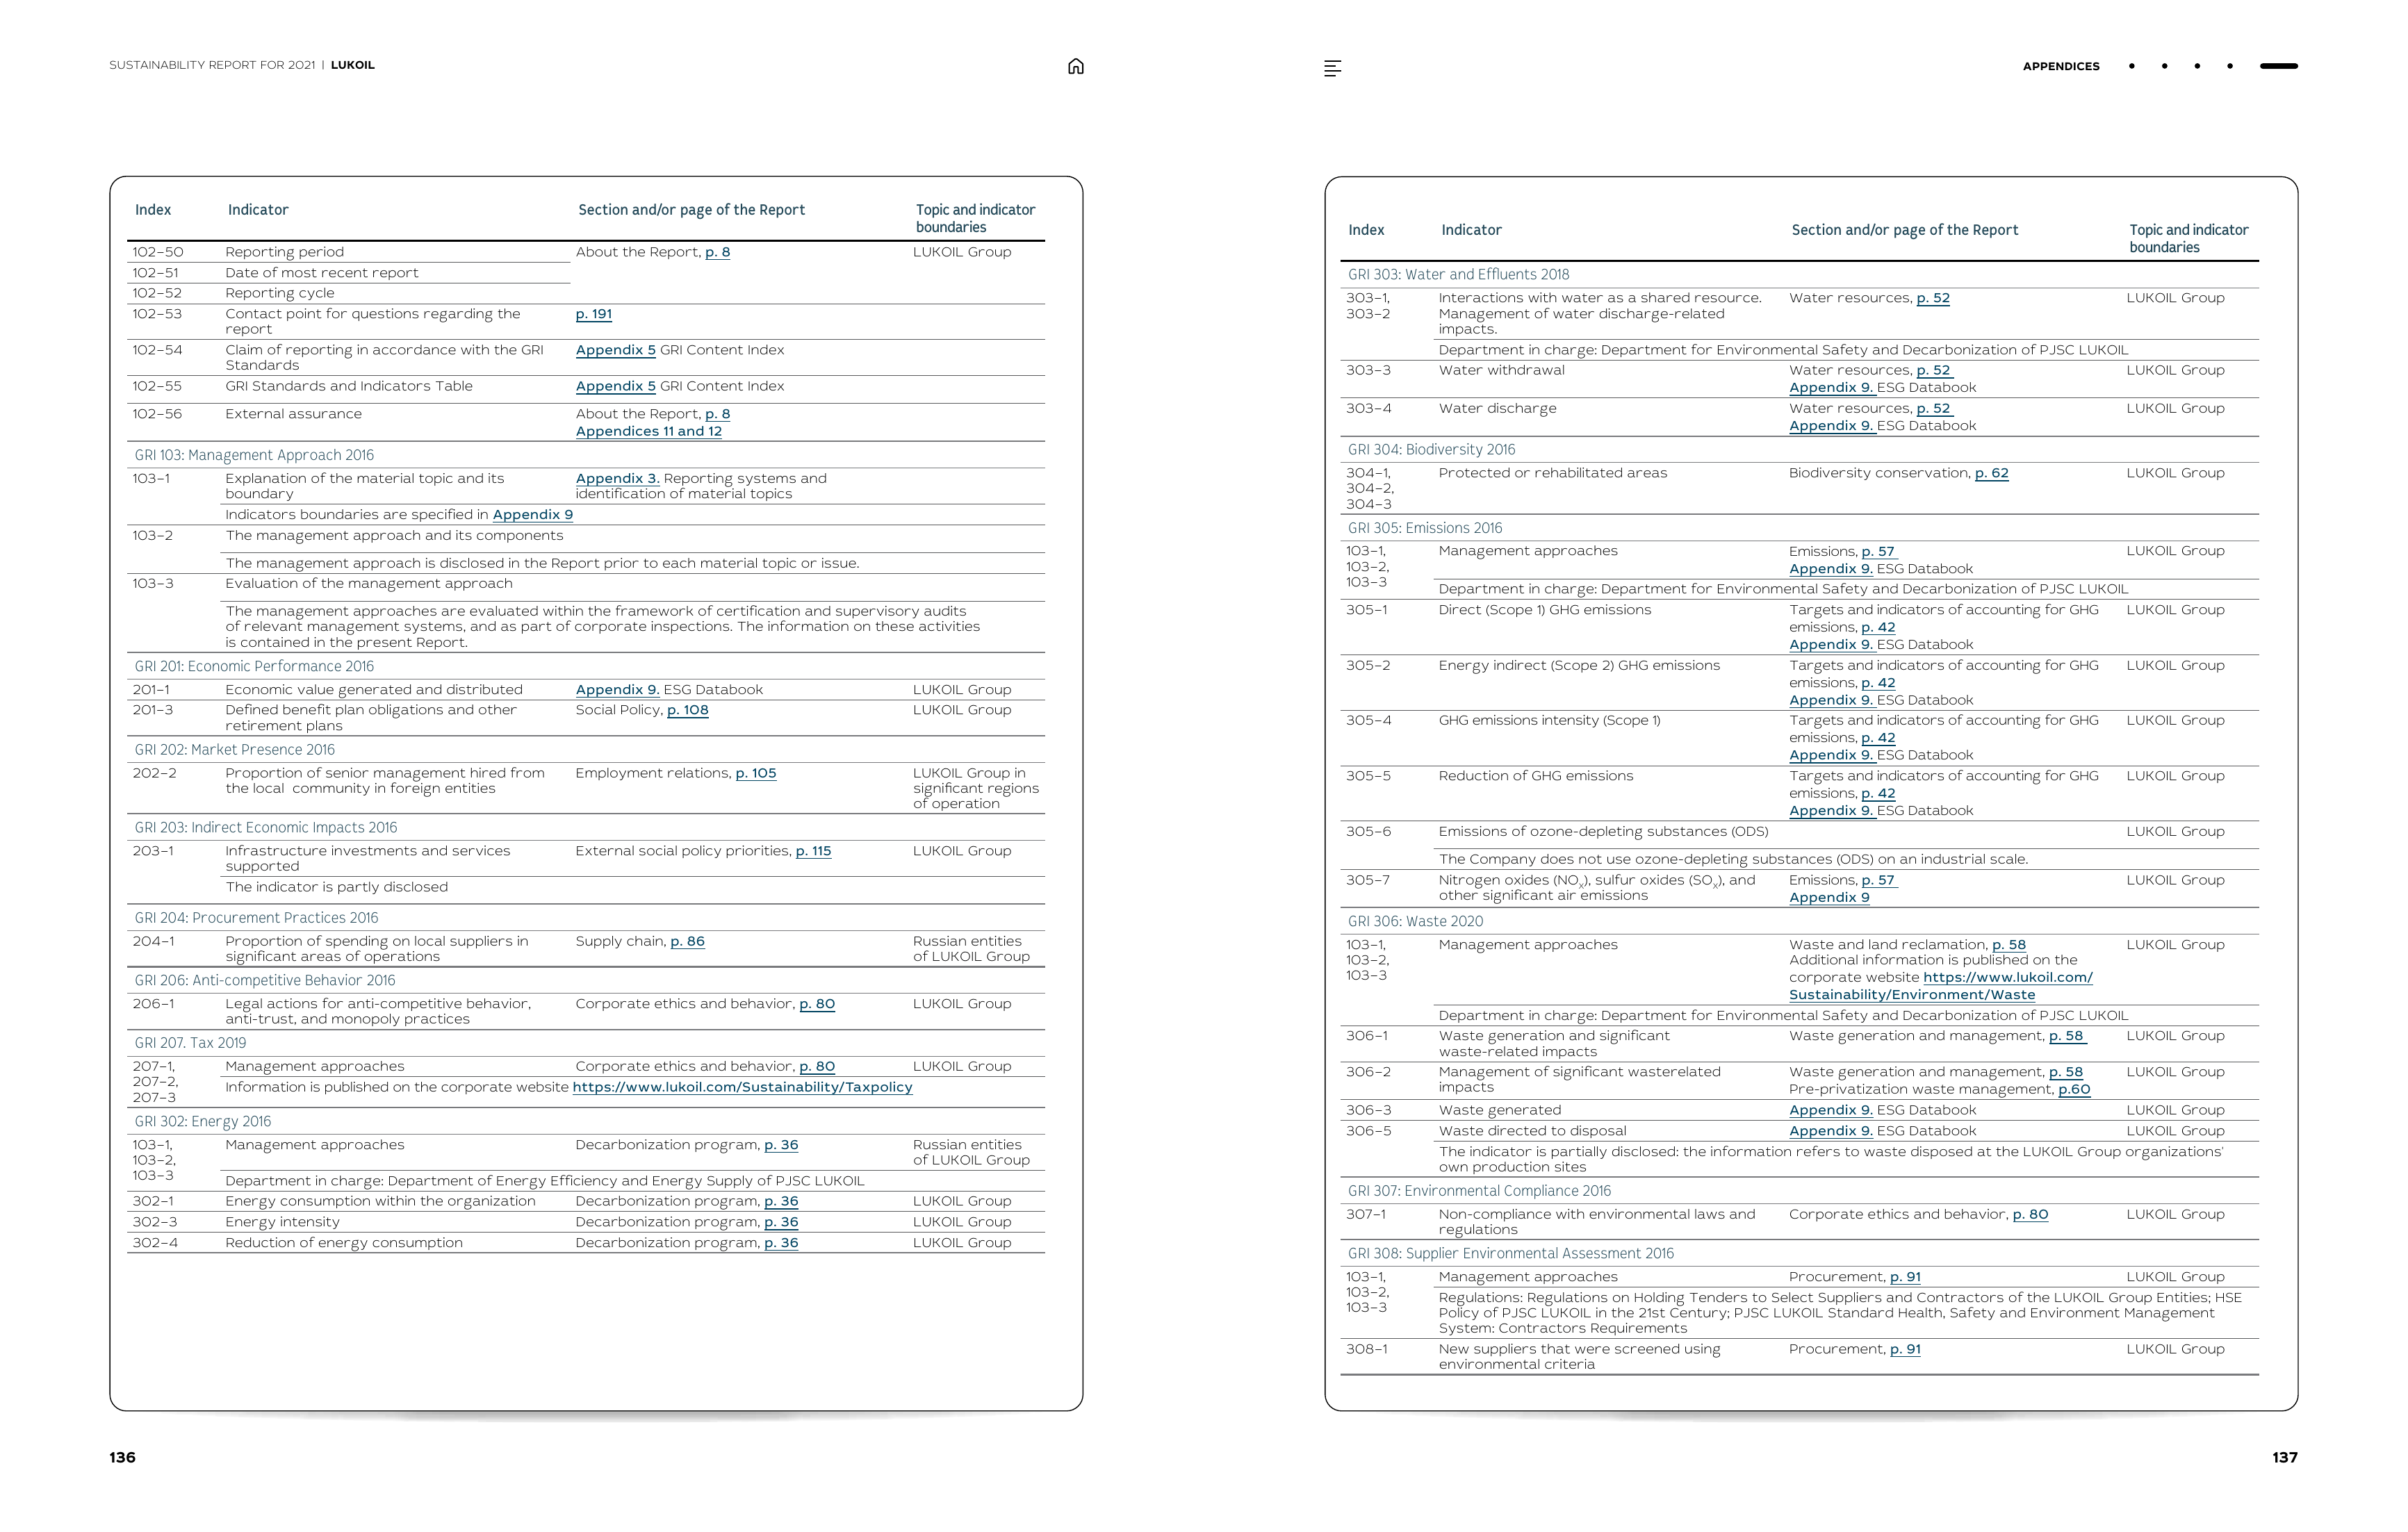 SUSTAINABILITY REPORT FOR 2021 | LUKOIL
Index Indicator Section and/or page of the Report Topic and indicator
boundaries
102–50 Reporting period About the Report, p. 8 LUKOIL Group
102–51 Date of most recent report
102–52 Reporting cycle
102–53 Contact point for questions regarding the p. 191
report
102–54 Claim of reporting in accordance with the GRI Appendix 5 GRI Content Index
Standards
102–55 GRI Standards and Indicators Table Appendix 5 GRI Content Index
102–56 External assurance About the Report, p. 8
Appendices 11 and 12
GRI 103: Management Approach 2016
103–1 Explanation of the material topic and its Appendix 3. Reporting systems and
boundary identification of material topics
Indicators boundaries are specified in Appendix 9
103–2 The management approach and its components
The management approach is disclosed in the Report prior to each material topic or issue.
103–3 Evaluation of the management approach
The management approaches are evaluated within the framework of certification and supervisory audits
of relevant management systems, and as part of corporate inspections. The information on these activities
is contained in the present Report.
GRI 201: Economic Performance 2016
201–1 Economic value generated and distributed Appendix 9. ESG Databook LUKOIL Group
201–3 Defined benefit plan obligations and other Social Policy, p. 108 LUKOIL Group
retirement plans
GRI 202: Market Presence 2016
202–2 Proportion of senior management hired from Employment relations, p. 105 LUKOIL Group in
the local community in foreign entities significant regions
of operation
GRI 203: Indirect Economic Impacts 2016
203–1 Infrastructure investments and services External social policy priorities, p. 115 LUKOIL Group
supported
The indicator is partly disclosed
GRI 204: Procurement Practices 2016
204–1 Proportion of spending on local suppliers in Supply chain, p. 86 Russian entities
significant areas of operations of LUKOIL Group
GRI 206: Anti-competitive Behavior 2016
206–1 Legal actions for anti-competitive behavior, Corporate ethics and behavior, p. 80 LUKOIL Group
anti-trust, and monopoly practices
GRI 207. Tax 2019
207–1, Management approaches Corporate ethics and behavior, p. 80 LUKOIL Group
207–2, Information is published on the corporate website https://www.lukoil.com/Sustainability/Taxpolicy
207–3
GRI 302: Energy 2016
103–1, Management approaches Decarbonization program, p. 36 Russian entities
103–2, of LUKOIL Group
103–3 Department in charge: Department of Energy Efficiency and Energy Supply of PJSC LUKOIL
302–1 Energy consumption within the organization Decarbonization program, p. 36 LUKOIL Group
302–3 Energy intensity Decarbonization program, p. 36 LUKOIL Group
302–4 Reduction of energy consumption Decarbonization program, p. 36 LUKOIL Group
136
APPENDICES
Index Indicator Section and/or page of the Report Topic and indicator
boundaries
GRI 303: Water and Effluents 2018
303–1, Interactions with water as a shared resource. Water resources, p. 52 LUKOIL Group
303–2 Management of water discharge-related
impacts.
Department in charge: Department for Environmental Safety and Decarbonization of PJSC LUKOIL
303–3 Water withdrawal Water resources, p. 52 LUKOIL Group
Appendix 9. ESG Databook
303–4 Water discharge Water resources, p. 52 LUKOIL Group
Appendix 9. ESG Databook
GRI 304: Biodiversity 2016
304–1, Protected or rehabilitated areas Biodiversity conservation, p. 62 LUKOIL Group
304–2,
304–3
GRI 305: Emissions 2016
103–1, Management approaches Emissions, p. 57 LUKOIL Group
103–2, Appendix 9. ESG Databook
103–3 Department in charge: Department for Environmental Safety and Decarbonization of PJSC LUKOIL
305–1 Direct (Scope 1) GHG emissions Targets and indicators of accounting for GHG LUKOIL Group
emissions, p. 42
Appendix 9. ESG Databook
305–2 Energy indirect (Scope 2) GHG emissions Targets and indicators of accounting for GHG LUKOIL Group
emissions, p. 42
Appendix 9. ESG Databook
305–4 GHG emissions intensity (Scope 1) Targets and indicators of accounting for GHG LUKOIL Group
emissions, p. 42
Appendix 9. ESG Databook
305–5 Reduction of GHG emissions Targets and indicators of accounting for GHG LUKOIL Group
emissions, p. 42
Appendix 9. ESG Databook
305–6 Emissions of ozone-depleting substances (ODS) LUKOIL Group
The Company does not use ozone-depleting substances (ODS) on an industrial scale.
305–7 Nitrogen oxides (NOx), sulfur oxides (SOx), and Emissions, p. 57 LUKOIL Group
other significant air emissions Appendix 9
GRI 306: Waste 2020
103–1, Management approaches Waste and land reclamation, p. 58 LUKOIL Group
103–2, Additional information is published on the
103–3 corporate website https://www.lukoil.com/
Sustainability/Environment/Waste
Department in charge: Department for Environmental Safety and Decarbonization of PJSC LUKOIL
306–1 Waste generation and significant Waste generation and management, p. 58 LUKOIL Group
waste-related impacts
306–2 Management of significant wasterelated Waste generation and management, p. 58 LUKOIL Group
impacts Pre-privatization waste management, p.60
306–3 Waste generated Appendix 9. ESG Databook LUKOIL Group
306–5 Waste directed to disposal Appendix 9. ESG Databook LUKOIL Group
The indicator is partially disclosed: the information refers to waste disposed at the LUKOIL Group organizations'
own production sites
GRI 307: Environmental Compliance 2016
307–1 Non-compliance with environmental laws and Corporate ethics and behavior, p. 80 LUKOIL Group
regulations
GRI 308: Supplier Environmental Assessment 2016
103–1, Management approaches Procurement, p. 91 LUKOIL Group
103–2, Regulations: Regulations on Holding Tenders to Select Suppliers and Contractors of the LUKOIL Group Entities; HSE
103–3 Policy of PJSC LUKOIL in the 21st Century; PJSC LUKOIL Standard Health, Safety and Environment Management
System: Contractors Requirements
308–1 New suppliers that were screened using Procurement, p. 91 LUKOIL Group
environmental criteria
137